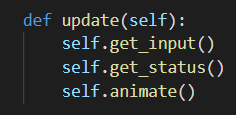 def update(self):
    self.get_input()
    self.get_status()
    self.animate()